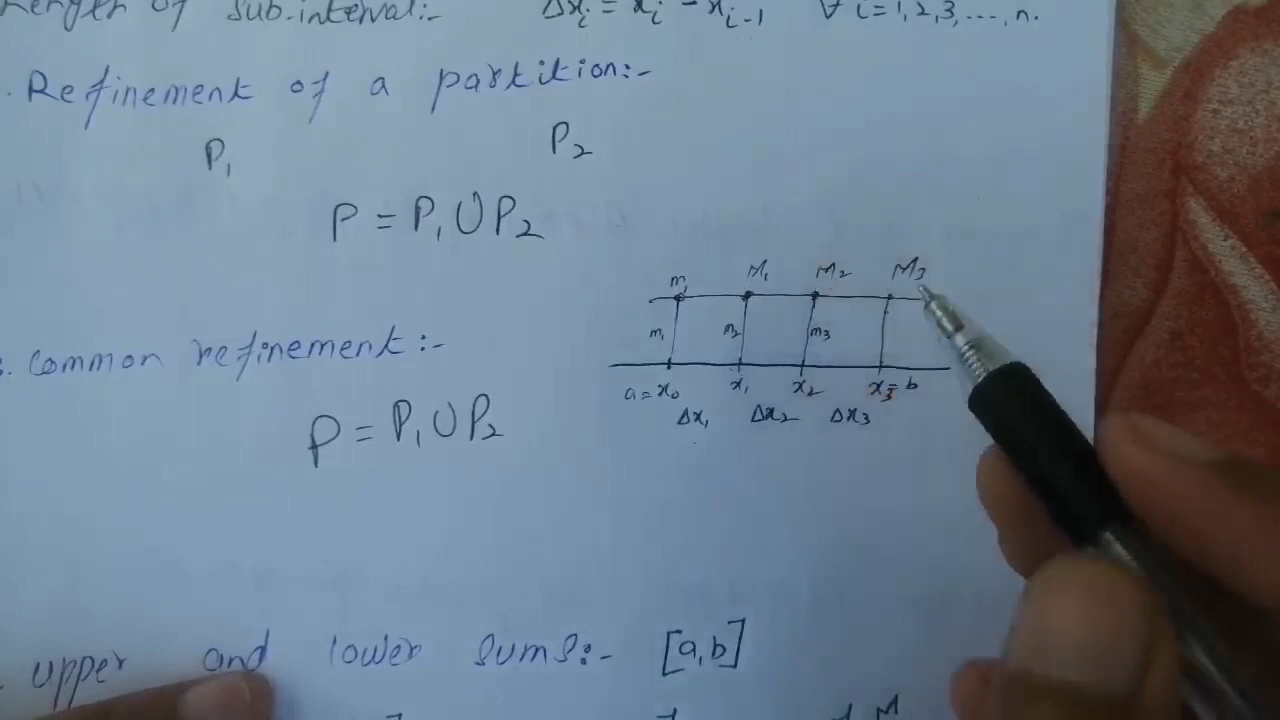 Length of sub-interval:- Δxᵢ = xᵢ - xᵢ₋₁ ∀ i = 1, 2, 3, ---, n.
Refinement of a partition:-
P₁ P₂
P = P₁ ∪ P₂
m₁ M₁ M₂ M₃
m₁ m₂ m₃
3. Common refinement:-
a = x₀ x₁ x₂ x₃ = b
Δx₁ Δx₂ Δx₃
P = P₁ ∪ P₂
upper and lower sums:- [a, b]
M